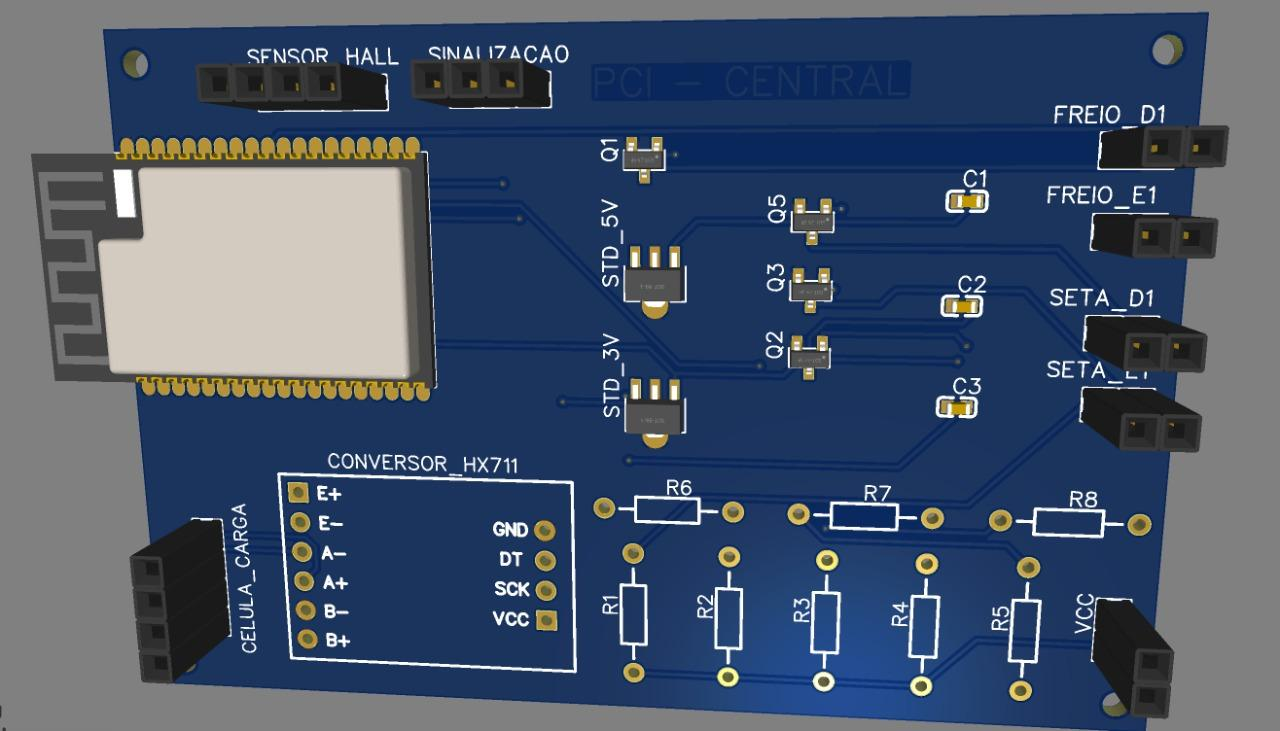 SENSOR_HALL
SINALIZACAO
PCI - CENTRAL
FREIO_D1
Q1
C1
FREIO_E1
Q5
STD_5V
Q3
C2
SETA_D1
Q2
STD_3V
SETA_E1
C3
CONVERSOR_HX711
E+
E-
A-
A+
B-
B+
GND
DT
SCK
VCC
CELULA_CARGA
R6
R7
R8
R1
R2
R3
R4
R5
VCC